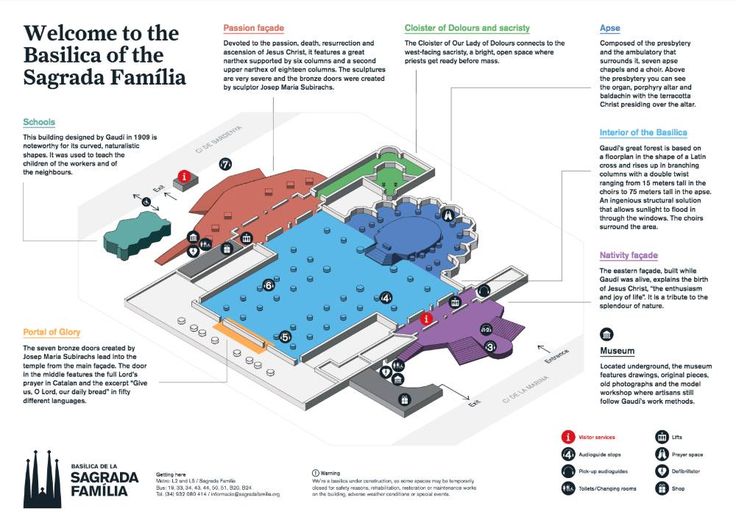 Welcome to the
Basilica of the
Sagrada Família
Passion façade
Devoted to the passion, death, resurrection and
ascension of Jesus Christ, it features a great
narthex supported by six columns and a second
upper narthex of eighteen columns. The sculptures
are very severe and the bronze doors were created
by sculptor Josep Maria Subirachs.
Cloister of Dolours and sacristy
The Cloister of Our Lady of Dolours connects to the
west-facing sacristy, a bright, open space where
priests get ready before mass.
Apse
Composed of the presbytery
and the ambulatory that
surrounds it, seven apse
chapels and a choir. Above
the presbytery you can see
the organ, porphyry altar and
baldachin with the terracotta
Christ presiding over the altar.
Schools
This building designed by Gaudí in 1909 is
noteworthy for its curved, naturalistic
shapes. It was used to teach the
children of the workers and of
the neighbours.
Interior of the Basilica
Gaudí's great forest is based on
a floorplan in the shape of a Latin
cross and rises up in branching
columns with a double twist
ranging from 15 meters tall in the
choirs to 75 meters tall in the apse.
An ingenious structural solution
that allows sunlight to flood in
through the windows. The choirs
surround the area.
Nativity façade
The eastern façade, built while
Gaudí was alive, explains the birth
of Jesus Christ, "the enthusiasm
and joy of life". It is a tribute to the
splendour of nature.
Museum
Located underground, the museum
features drawings, original pieces,
old photographs and the model
workshop where artisans still
follow Gaudí's work methods.
Portal of Glory
The seven bronze doors created by
Josep Maria Subirachs lead into the
temple from the main façade. The door
in the middle features the full Lord's
prayer in Catalan and the excerpt "Give
us, O Lord, our daily bread" in fifty
different languages.
C/ DE SARDENYA
Exit
7
6
5
4
1-2
3
Entrance
Exit
C/ DE LA MARINA
Visitor services
Lifts
4
Audioguide stops
Prayer space
Pick-up audioguides
Defibrillator
Toilets/Changing rooms
Shop
BASÍLICA DE LA
SAGRADA
FAMÍLIA
Getting here
Metro: L2 and L5 / Sagrada Família
Bus: 19, 33, 34, 43, 44, 50, 51, B20, B24
Tel. (34) 932 080 414 / informacio@sagradafamilia.org
Warning
We're a basilica under construction, so some spaces may be temporarily
closed for safety reasons, rehabilitation, restoration or maintenance works
on the building, adverse weather conditions or special events.